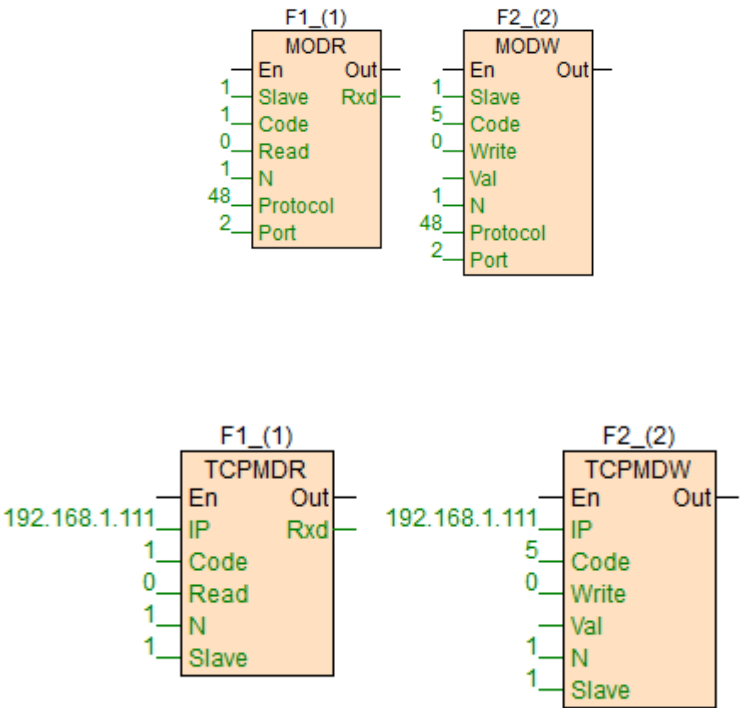 F1_(1)
MODR
En Out
1 Slave Rxd
1 Code
0 Read
1 N
48 Protocol
2 Port
F2_(2)
MODW
En Out
1 Slave
5 Code
0 Write
Val
1 N
48 Protocol
2 Port
F1_(1)
TCPMDR
En Out
192.168.1.111 IP Rxd
1 Code
0 Read
1 N
1 Slave
F2_(2)
TCPMDW
En Out
192.168.1.111 IP
5 Code
0 Write
Val
1 N
1 Slave